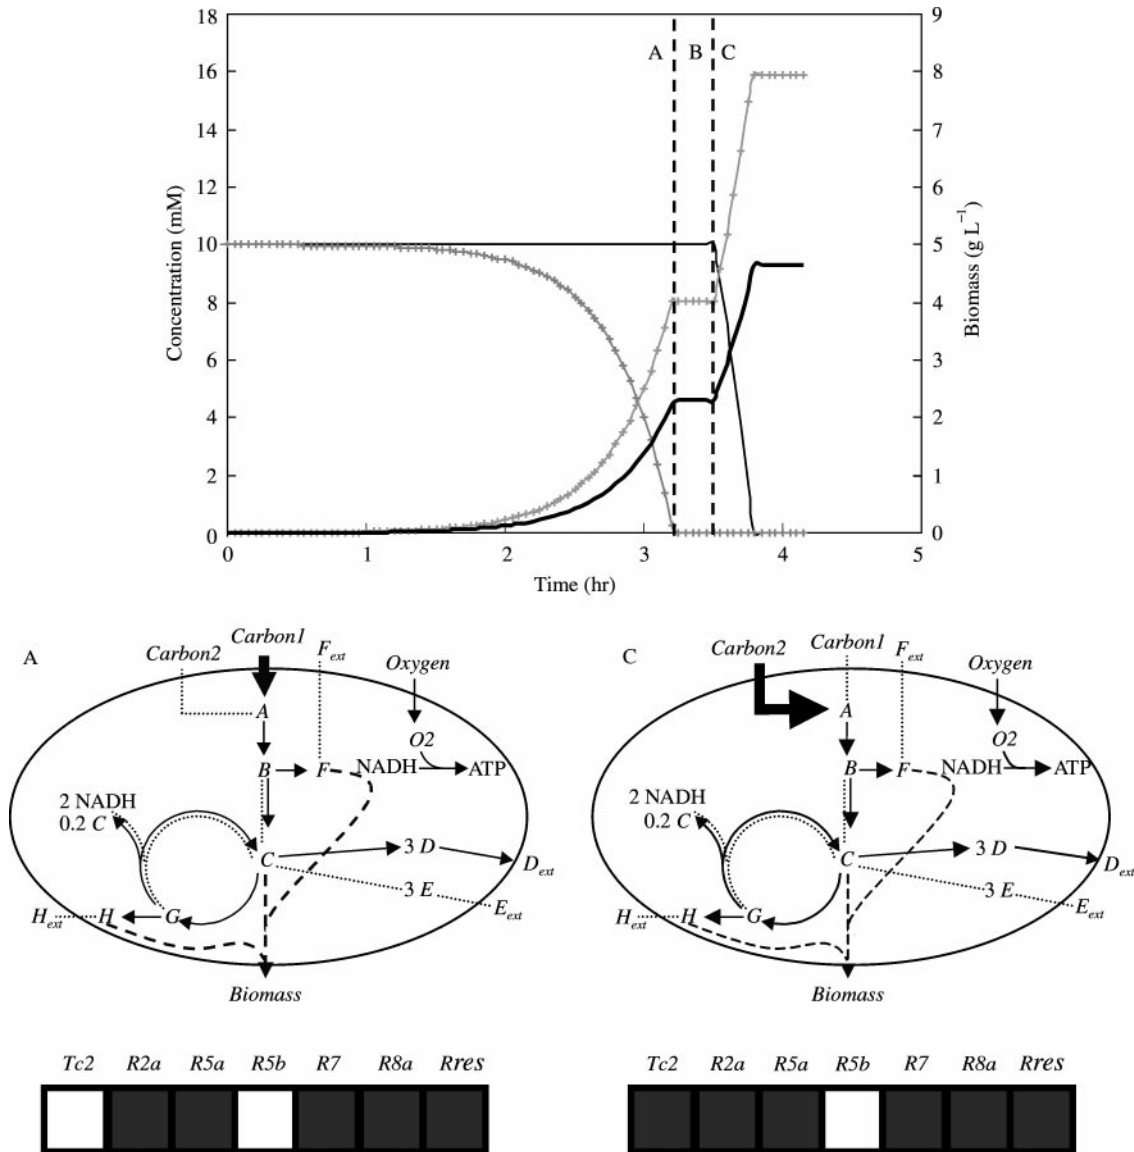 18
16
14
12
10
8
6
4
2
0
Concentration (mM)
A B C
9
8
7
6
5
4
3
2
1
0
Biomass (g L⁻¹)
0 1 2 3 4 5
Time (hr)
A
Carbon2 Carbon1 F_ext Oxygen
A
O2
B F NADH ATP
2 NADH
0.2 C
C 3 D D_ext
3 E E_ext
H_ext H G
Biomass
C
Carbon2 Carbon1 F_ext Oxygen
A
O2
B F NADH ATP
2 NADH
0.2 C
C 3 D D_ext
3 E E_ext
H_ext H G
Biomass
Tc2 R2a R5a R5b R7 R8a Rres
Tc2 R2a R5a R5b R7 R8a Rres